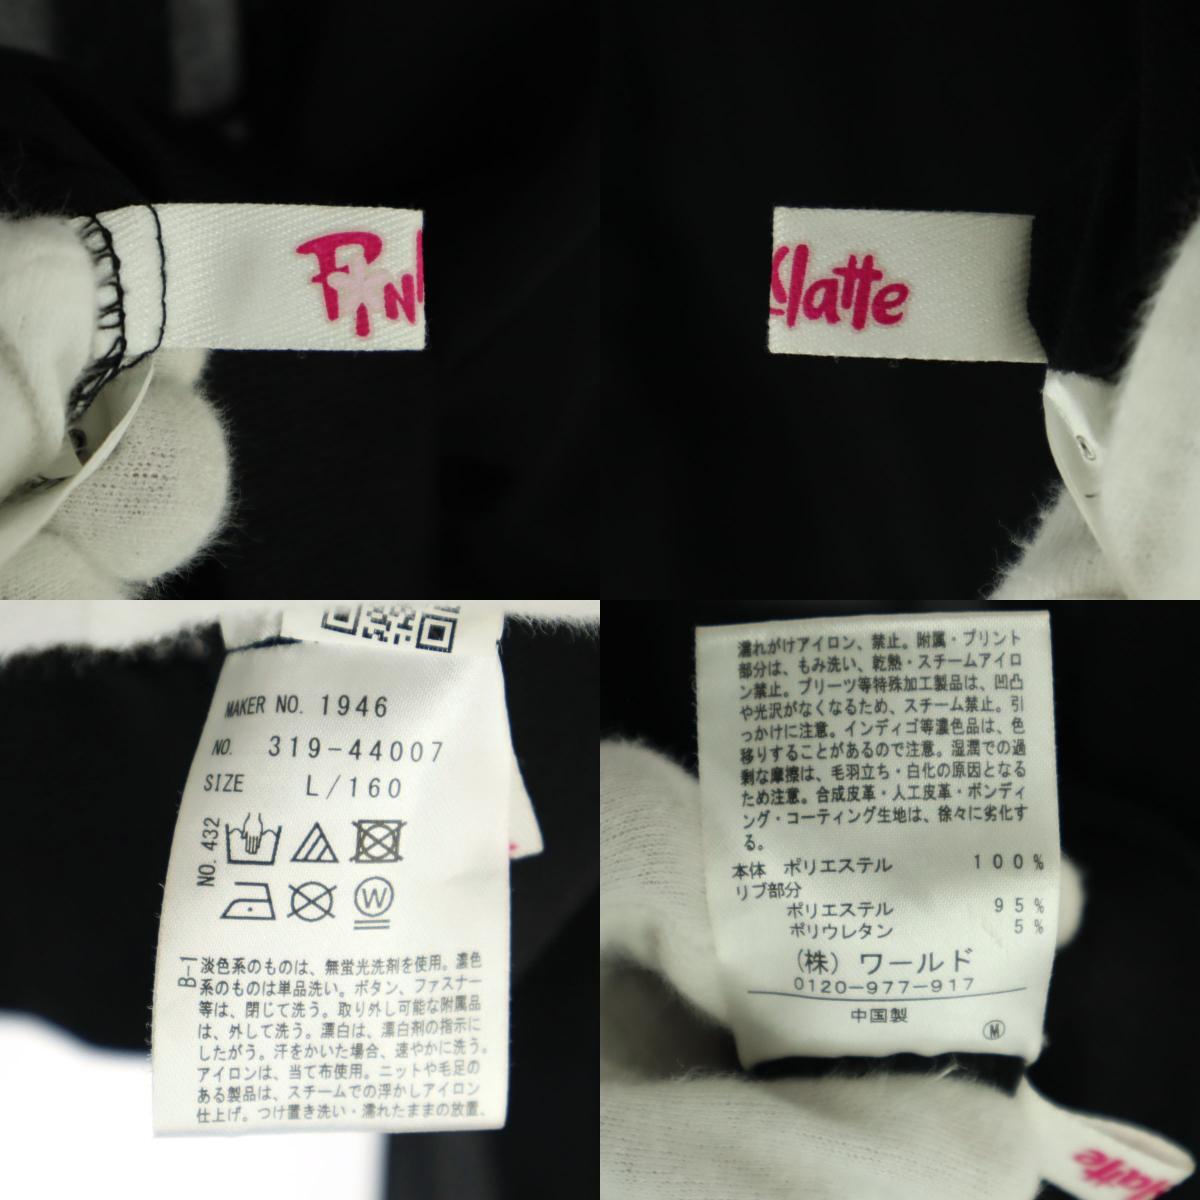 Pink
Klatte
MAKER NO. 1946
NO. 319-44007
SIZE L/160
NO.432
W
B-1
淡色系のものは、無蛍光洗剤を使用。濃色
系のものは単品洗い。ボタン、ファスナー
等は、閉じて洗う。取り外し可能な附属品
は、外して洗う。漂白は、漂白剤の指示に
したがう。汗をかいた場合、速やかに洗う。
アイロンは、当て布使用。ニットや毛足の
ある製品は、スチームでの浮かしアイロン
仕上げ。つけ置き洗い・濡れたままの放置、
濡れがけアイロン、禁止。附属・プリント
部分は、もみ洗い、乾熱・スチームアイロ
ン禁止。プリーツ等特殊加工製品は、凹凸
や光沢がなくなるため、スチーム禁止。引
っかけに注意。インディゴ等濃色品は、色
移りすることがあるので注意。湿潤での過
剰な摩擦は、毛羽立ち・白化の原因となる
ため注意。合成皮革・人工皮革・ボンディ
ング・コーティング生地は、徐々に劣化す
る。
本体 ポリエステル 100%
リブ部分
ポリエステル 95%
ポリウレタン 5%
(株) ワールド
0120-977-917
中国製
M
latte